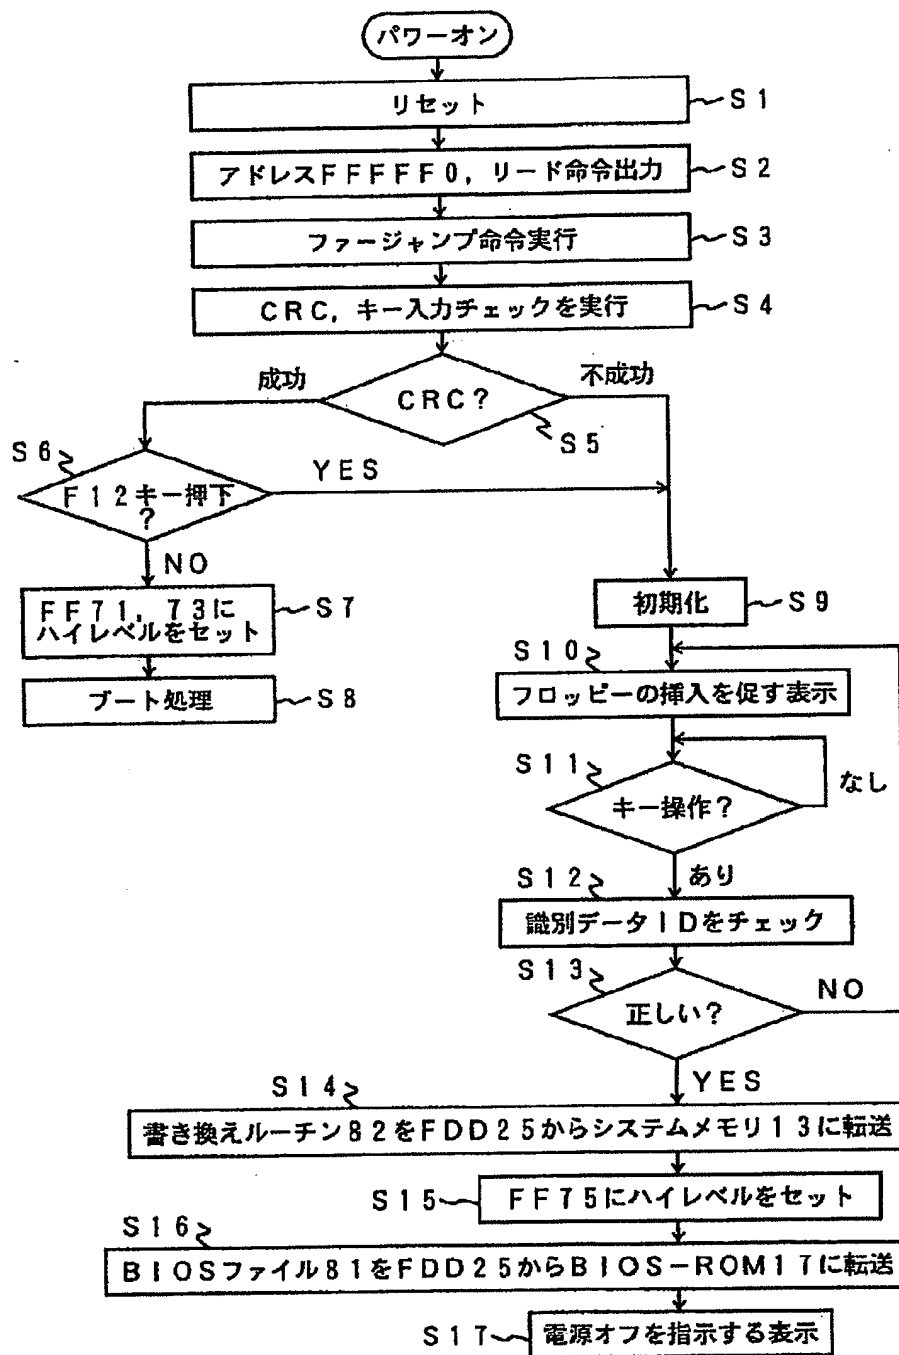 パワーオン
リセット
S1
アドレスFFFFF0,リード命令出力
S2
ファージャンプ命令実行
S3
CRC,キー入力チェックを実行
S4
成功
不成功
CRC?
S5
S6
YES
F12キー押下
?
NO
FF71,73に
ハイレベルをセット
S7
初期化
S9
ブート処理
S8
S10
フロッピーの挿入を促す表示
S11
キー操作?
なし
あり
S12
識別データIDをチェック
S13
正しい?
NO
YES
S14
書き換えルーチン82をFDD25からシステムメモリ13に転送
S15
FF75にハイレベルをセット
S16
BIOSファイル81をFDD25からBIOS-ROM17に転送
S17
電源オフを指示する表示